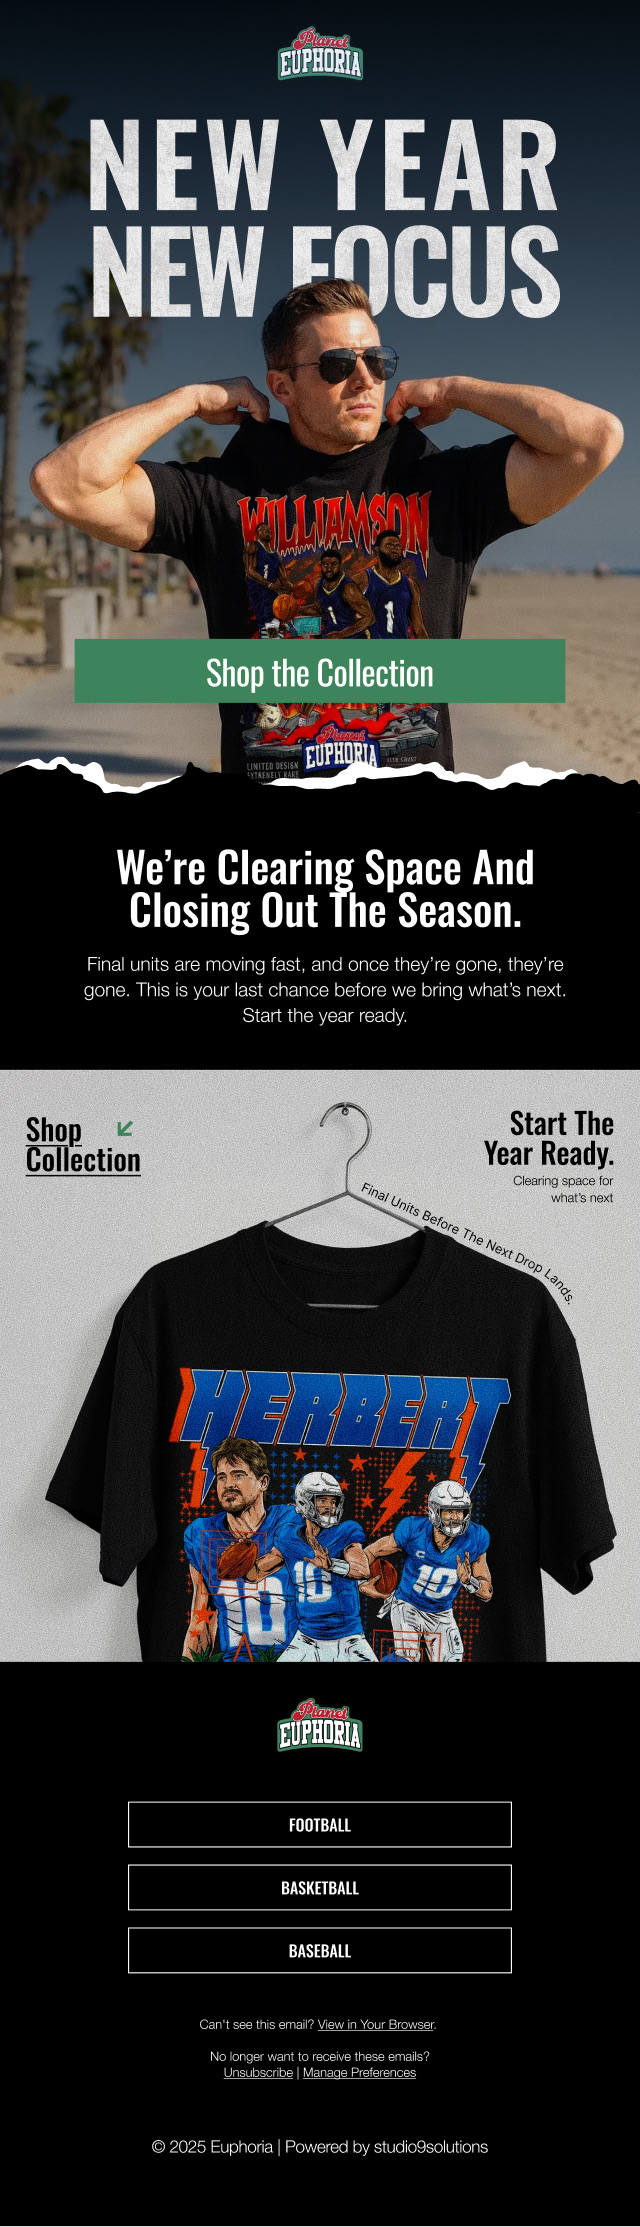 Planet
EUPHORIA
NEW YEAR
NEW FOCUS
WILLIAMSON
1
1
Shop the Collection
Planet
EUPHORIA
LIMITED DESIGN
EXTREMELY RARE
We're Clearing Space And
Closing Out The Season.
Final units are moving fast, and once they're gone, they're
gone. This is your last chance before we bring what's next.
Start the year ready.
Shop
Collection
Start The
Year Ready.
Clearing space for
what's next
Final Units Before The Next Drop Lands.
HERBERT
10
10
C
10
Planet
EUPHORIA
FOOTBALL
BASKETBALL
BASEBALL
Can't see this email? View in Your Browser.
No longer want to receive these emails?
Unsubscribe | Manage Preferences
© 2025 Euphoria | Powered by studio9solutions